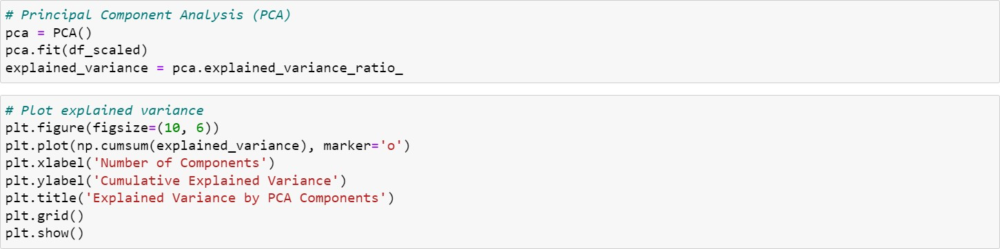 # Principal Component Analysis (PCA)
pca = PCA()
pca.fit(df_scaled)
explained_variance = pca.explained_variance_ratio_
# Plot explained variance
plt.figure(figsize=(10, 6))
plt.plot(np.cumsum(explained_variance), marker='o')
plt.xlabel('Number of Components')
plt.ylabel('Cumulative Explained Variance')
plt.title('Explained Variance by PCA Components')
plt.grid()
plt.show()